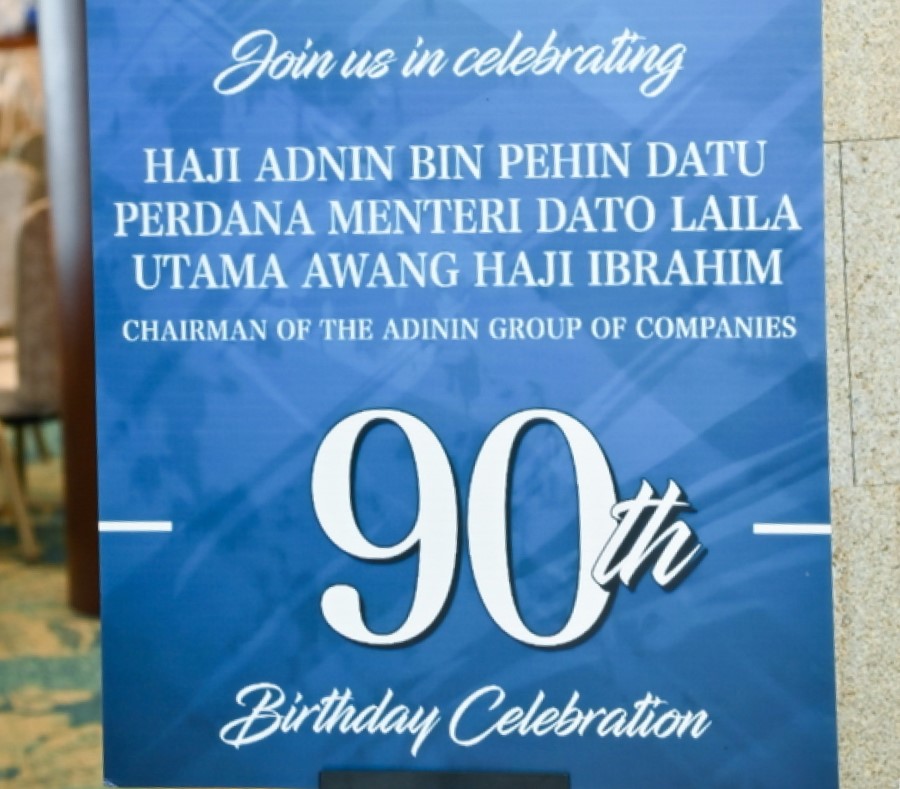 Join us in celebrating
HAJI ADNIN BIN PEHIN DATU
PERDANA MENTERI DATO LAILA
UTAMA AWANG HAJI IBRAHIM
CHAIRMAN OF THE ADININ GROUP OF COMPANIES
90th
Birthday Celebration